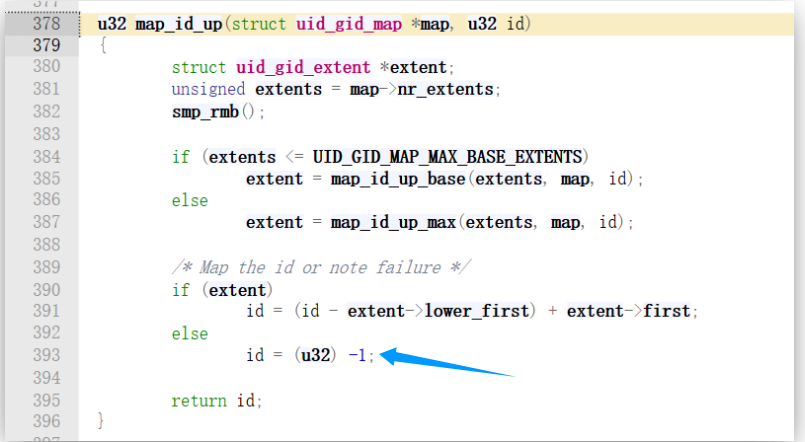 377
378 u32 map_id_up(struct uid_gid_map *map, u32 id)
379 {
380 struct uid_gid_extent *extent;
381 unsigned extents = map->nr_extents;
382 smp_rmb();
383
384 if (extents <= UID_GID_MAP_MAX_BASE_EXTENTS)
385 extent = map_id_up_base(extents, map, id);
386 else
387 extent = map_id_up_max(extents, map, id);
388
389 /* Map the id or note failure */
390 if (extent)
391 id = (id - extent->lower_first) + extent->first;
392 else
393 id = (u32) -1;
394
395 return id;
396 }
397